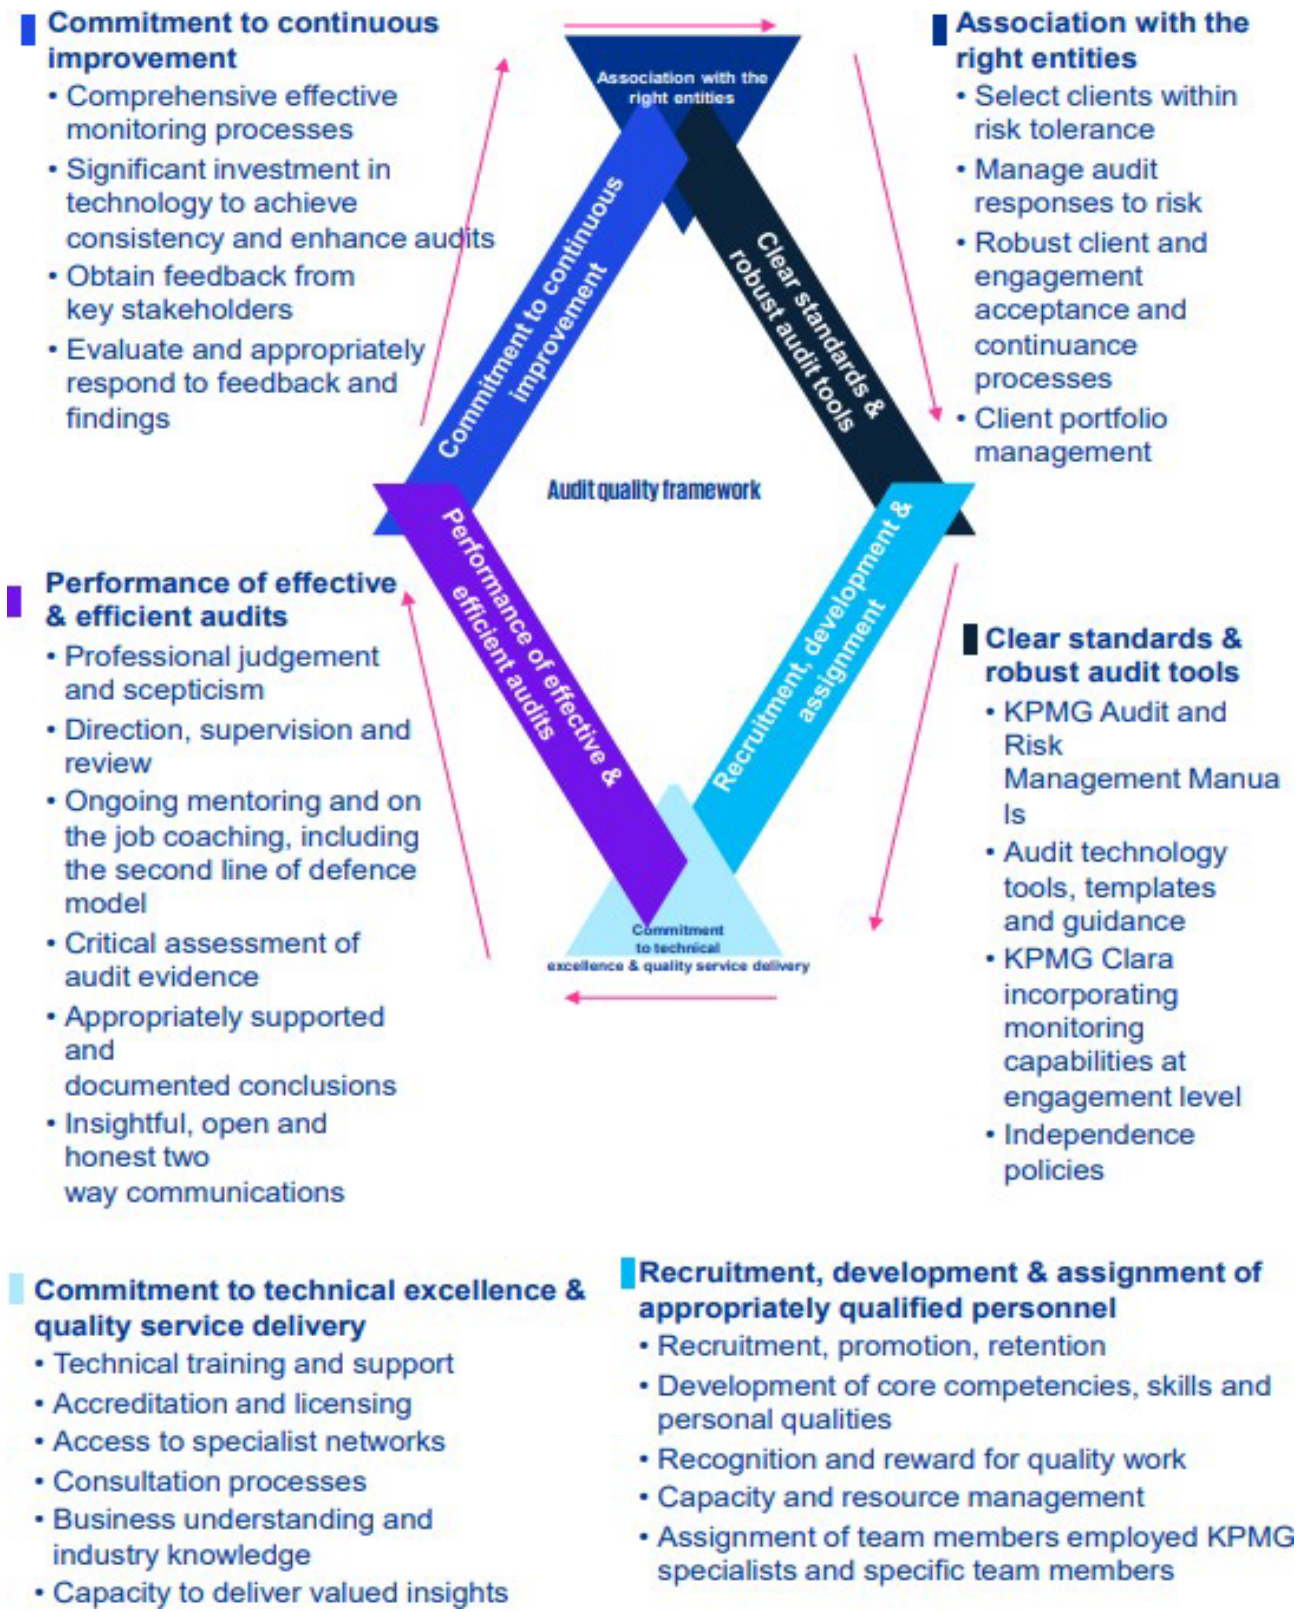 Commitment to continuous
improvement
• Comprehensive effective
monitoring processes
• Significant investment in
technology to achieve
consistency and enhance audits
• Obtain feedback from
key stakeholders
• Evaluate and appropriately
respond to feedback and
findings
Association with the
right entities
Association with the
right entities
• Select clients within
risk tolerance
• Manage audit
responses to risk
• Robust client and
engagement
acceptance and
continuance
processes
• Client portfolio
management
Commitment to continuous
improvement
Clear standards &
robust audit tools
Audit quality framework
Performance of effective &
efficient audits
Recruitment, development &
assignment
Commitment
to technical
excellence & quality service delivery
Performance of effective
& efficient audits
• Professional judgement
and scepticism
• Direction, supervision and
review
• Ongoing mentoring and on
the job coaching, including
the second line of defence
model
• Critical assessment of
audit evidence
• Appropriately supported
and
documented conclusions
• Insightful, open and
honest two
way communications
Clear standards &
robust audit tools
• KPMG Audit and
Risk
Management Manua
ls
• Audit technology
tools, templates
and guidance
• KPMG Clara
incorporating
monitoring
capabilities at
engagement level
• Independence
policies
Commitment to technical excellence &
quality service delivery
• Technical training and support
• Accreditation and licensing
• Access to specialist networks
• Consultation processes
• Business understanding and
industry knowledge
• Capacity to deliver valued insights
Recruitment, development & assignment of
appropriately qualified personnel
• Recruitment, promotion, retention
• Development of core competencies, skills and
personal qualities
• Recognition and reward for quality work
• Capacity and resource management
• Assignment of team members employed KPMG
specialists and specific team members